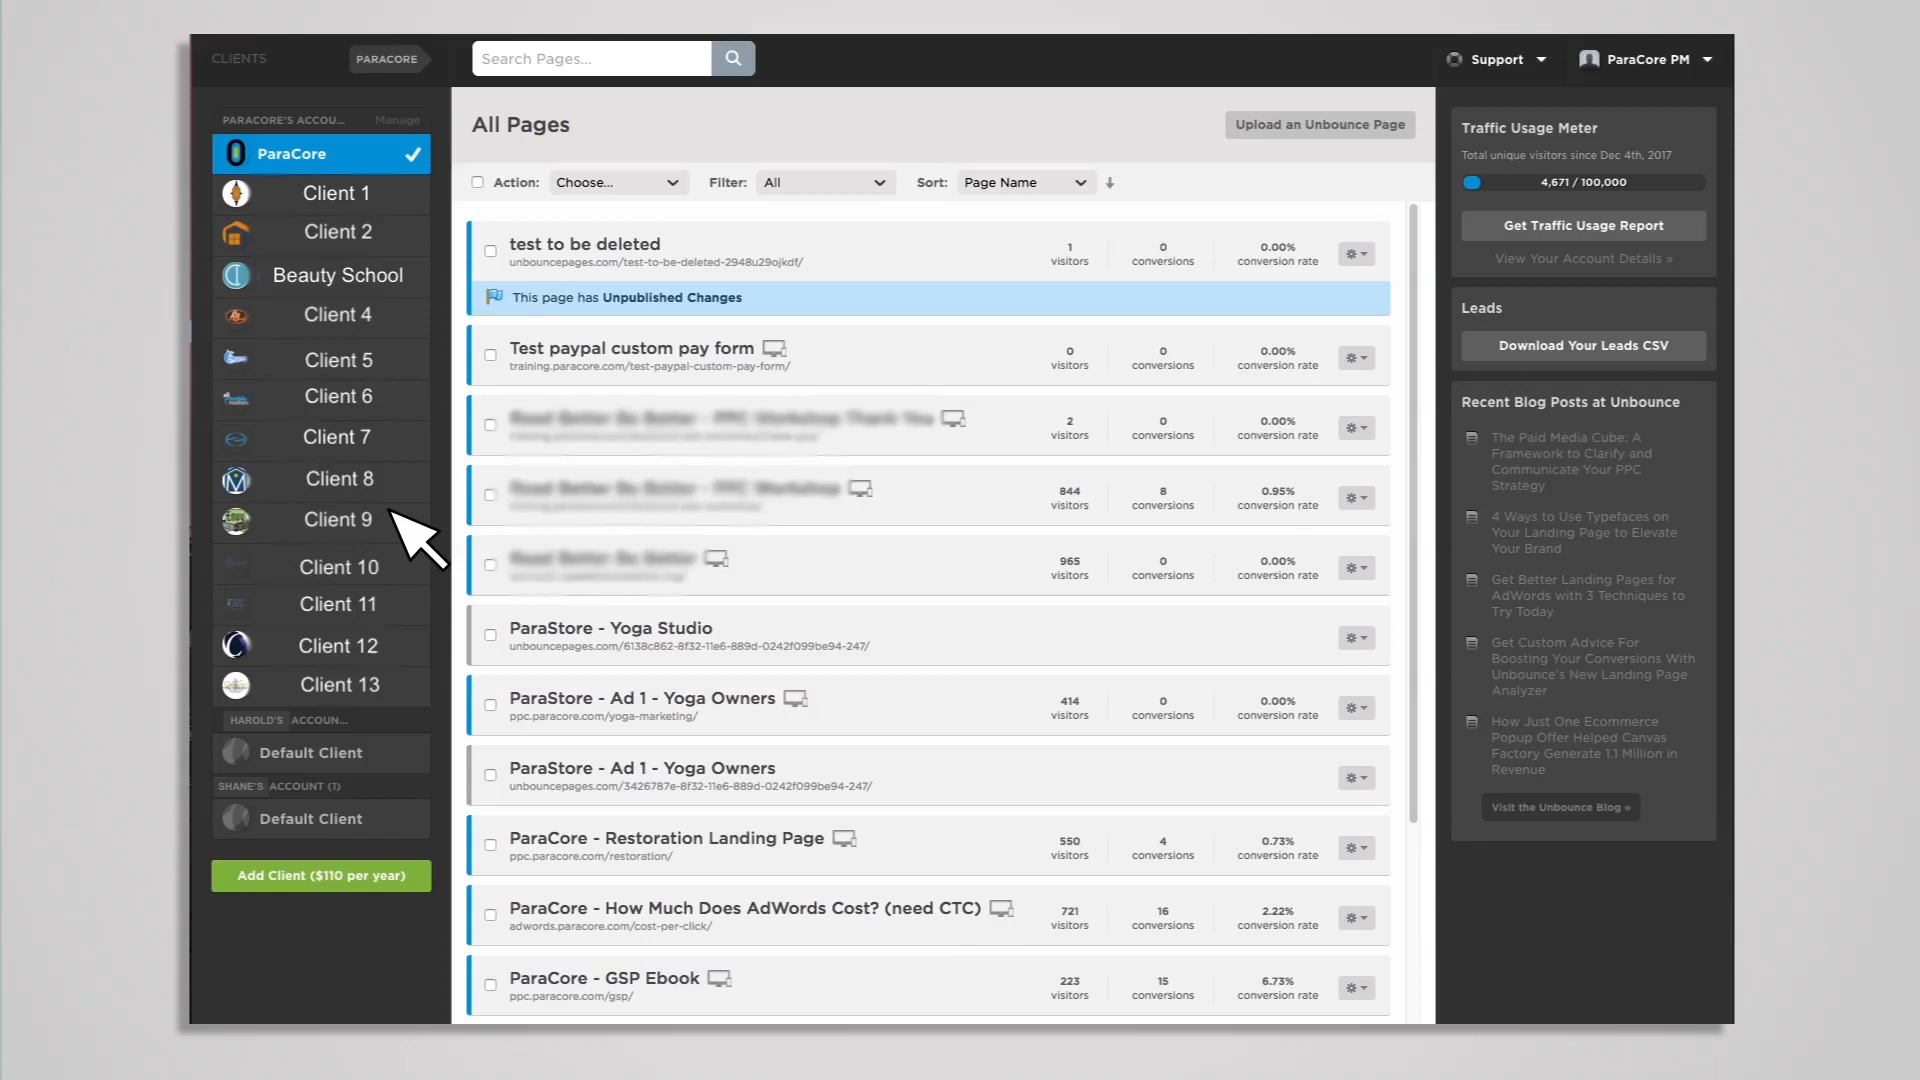 CLIENTS
PARACORE
Search Pages...
Support
ParaCore PM
PARACORE'S ACCOU...
Manage
ParaCore
Client 1
Client 2
Beauty School
Client 4
Client 5
Client 6
Client 7
Client 8
Client 9
Client 10
Client 11
Client 12
Client 13
HAROLD'S ACCOUN...
Default Client
SHANE'S ACCOUNT (1)
Default Client
Add Client ($110 per year)
All Pages
Upload an Unbounce Page
Action: Choose... Filter: All Sort: Page Name
test to be deleted
unbouncepages.com/test-to-be-deleted-2948u29ojkdf/
1 visitors
0 conversions
0.00% conversion rate
This page has Unpublished Changes
Test paypal custom pay form
training.paracore.com/test-paypal-custom-pay-form/
0 visitors
0 conversions
0.00% conversion rate
2 visitors
0 conversions
0.00% conversion rate
844 visitors
8 conversions
0.95% conversion rate
965 visitors
0 conversions
0.00% conversion rate
ParaStore - Yoga Studio
unbouncepages.com/6138c862-8f32-11e6-889d-0242f099be94-247/
ParaStore - Ad 1 - Yoga Owners
ppc.paracore.com/yoga-marketing/
414 visitors
0 conversions
0.00% conversion rate
ParaStore - Ad 1 - Yoga Owners
unbouncepages.com/3426787e-8f32-11e6-889d-0242f099be94-247/
ParaCore - Restoration Landing Page
ppc.paracore.com/restoration/
550 visitors
4 conversions
0.73% conversion rate
ParaCore - How Much Does AdWords Cost? (need CTC)
adwords.paracore.com/cost-per-click/
721 visitors
16 conversions
2.22% conversion rate
ParaCore - GSP Ebook
ppc.paracore.com/gsp/
223 visitors
15 conversions
6.73% conversion rate
Traffic Usage Meter
Total unique visitors since Dec 4th, 2017
4,671 / 100,000
Get Traffic Usage Report
View Your Account Details »
Leads
Download Your Leads CSV
Recent Blog Posts at Unbounce
The Paid Media Cube: A
Framework to Clarify and
Communicate Your PPC
Strategy
4 Ways to Use Typefaces on
Your Landing Page to Elevate
Your Brand
Get Better Landing Pages for
AdWords with 3 Techniques to
Try Today
Get Custom Advice For
Boosting Your Conversions With
Unbounce's New Landing Page
Analyzer
How Just One Ecommerce
Popup Offer Helped Canvas
Factory Generate 1.1 Million in
Revenue
Visit the Unbounce Blog »